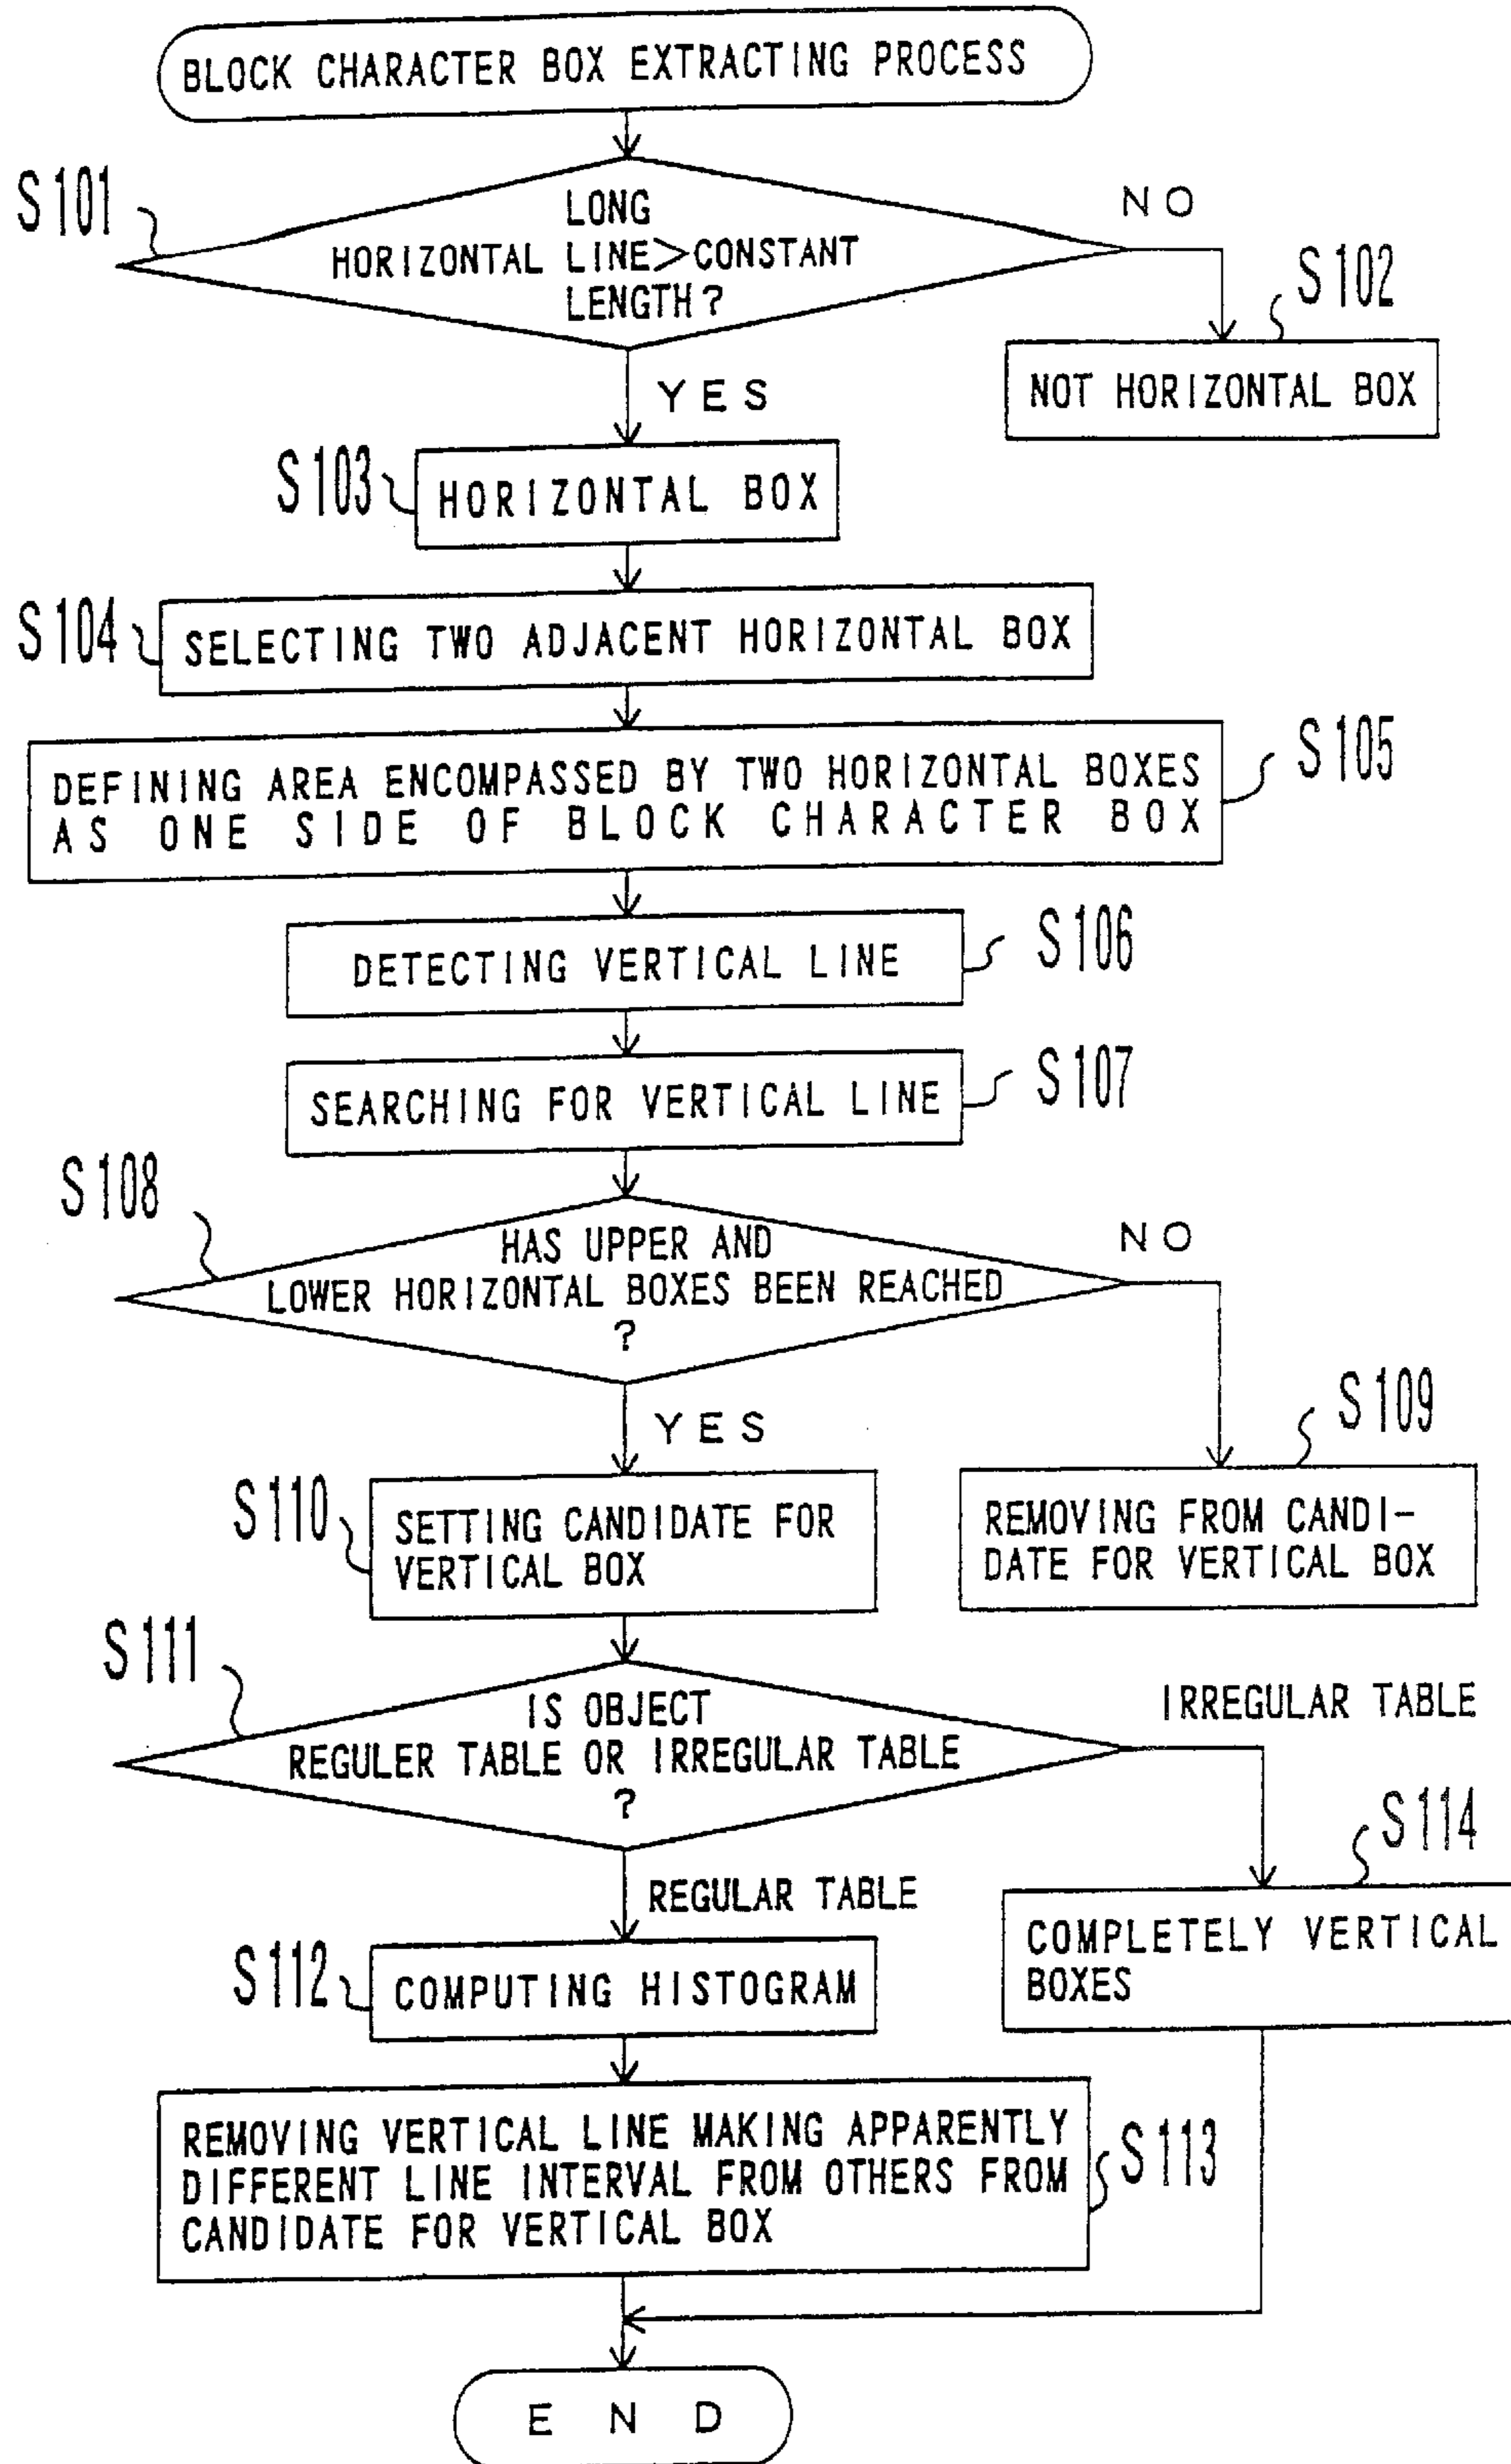 BLOCK CHARACTER BOX EXTRACTING PROCESS
S101
LONG
HORIZONTAL LINE>CONSTANT
LENGTH?
NO
S102
NOT HORIZONTAL BOX
YES
S103
HORIZONTAL BOX
S104
SELECTING TWO ADJACENT HORIZONTAL BOX
S105
DEFINING AREA ENCOMPASSED BY TWO HORIZONTAL BOXES
AS ONE SIDE OF BLOCK CHARACTER BOX
S106
DETECTING VERTICAL LINE
S107
SEARCHING FOR VERTICAL LINE
S108
HAS UPPER AND
LOWER HORIZONTAL BOXES BEEN REACHED
?
NO
S109
REMOVING FROM CANDI-
DATE FOR VERTICAL BOX
YES
S110
SETTING CANDIDATE FOR
VERTICAL BOX
S111
IS OBJECT
REGULER TABLE OR IRREGULAR TABLE
?
IRREGULAR TABLE
S114
COMPLETELY VERTICAL
BOXES
REGULAR TABLE
S112
COMPUTING HISTOGRAM
REMOVING VERTICAL LINE MAKING APPARENTLY
DIFFERENT LINE INTERVAL FROM OTHERS FROM
CANDIDATE FOR VERTICAL BOX
S113
END